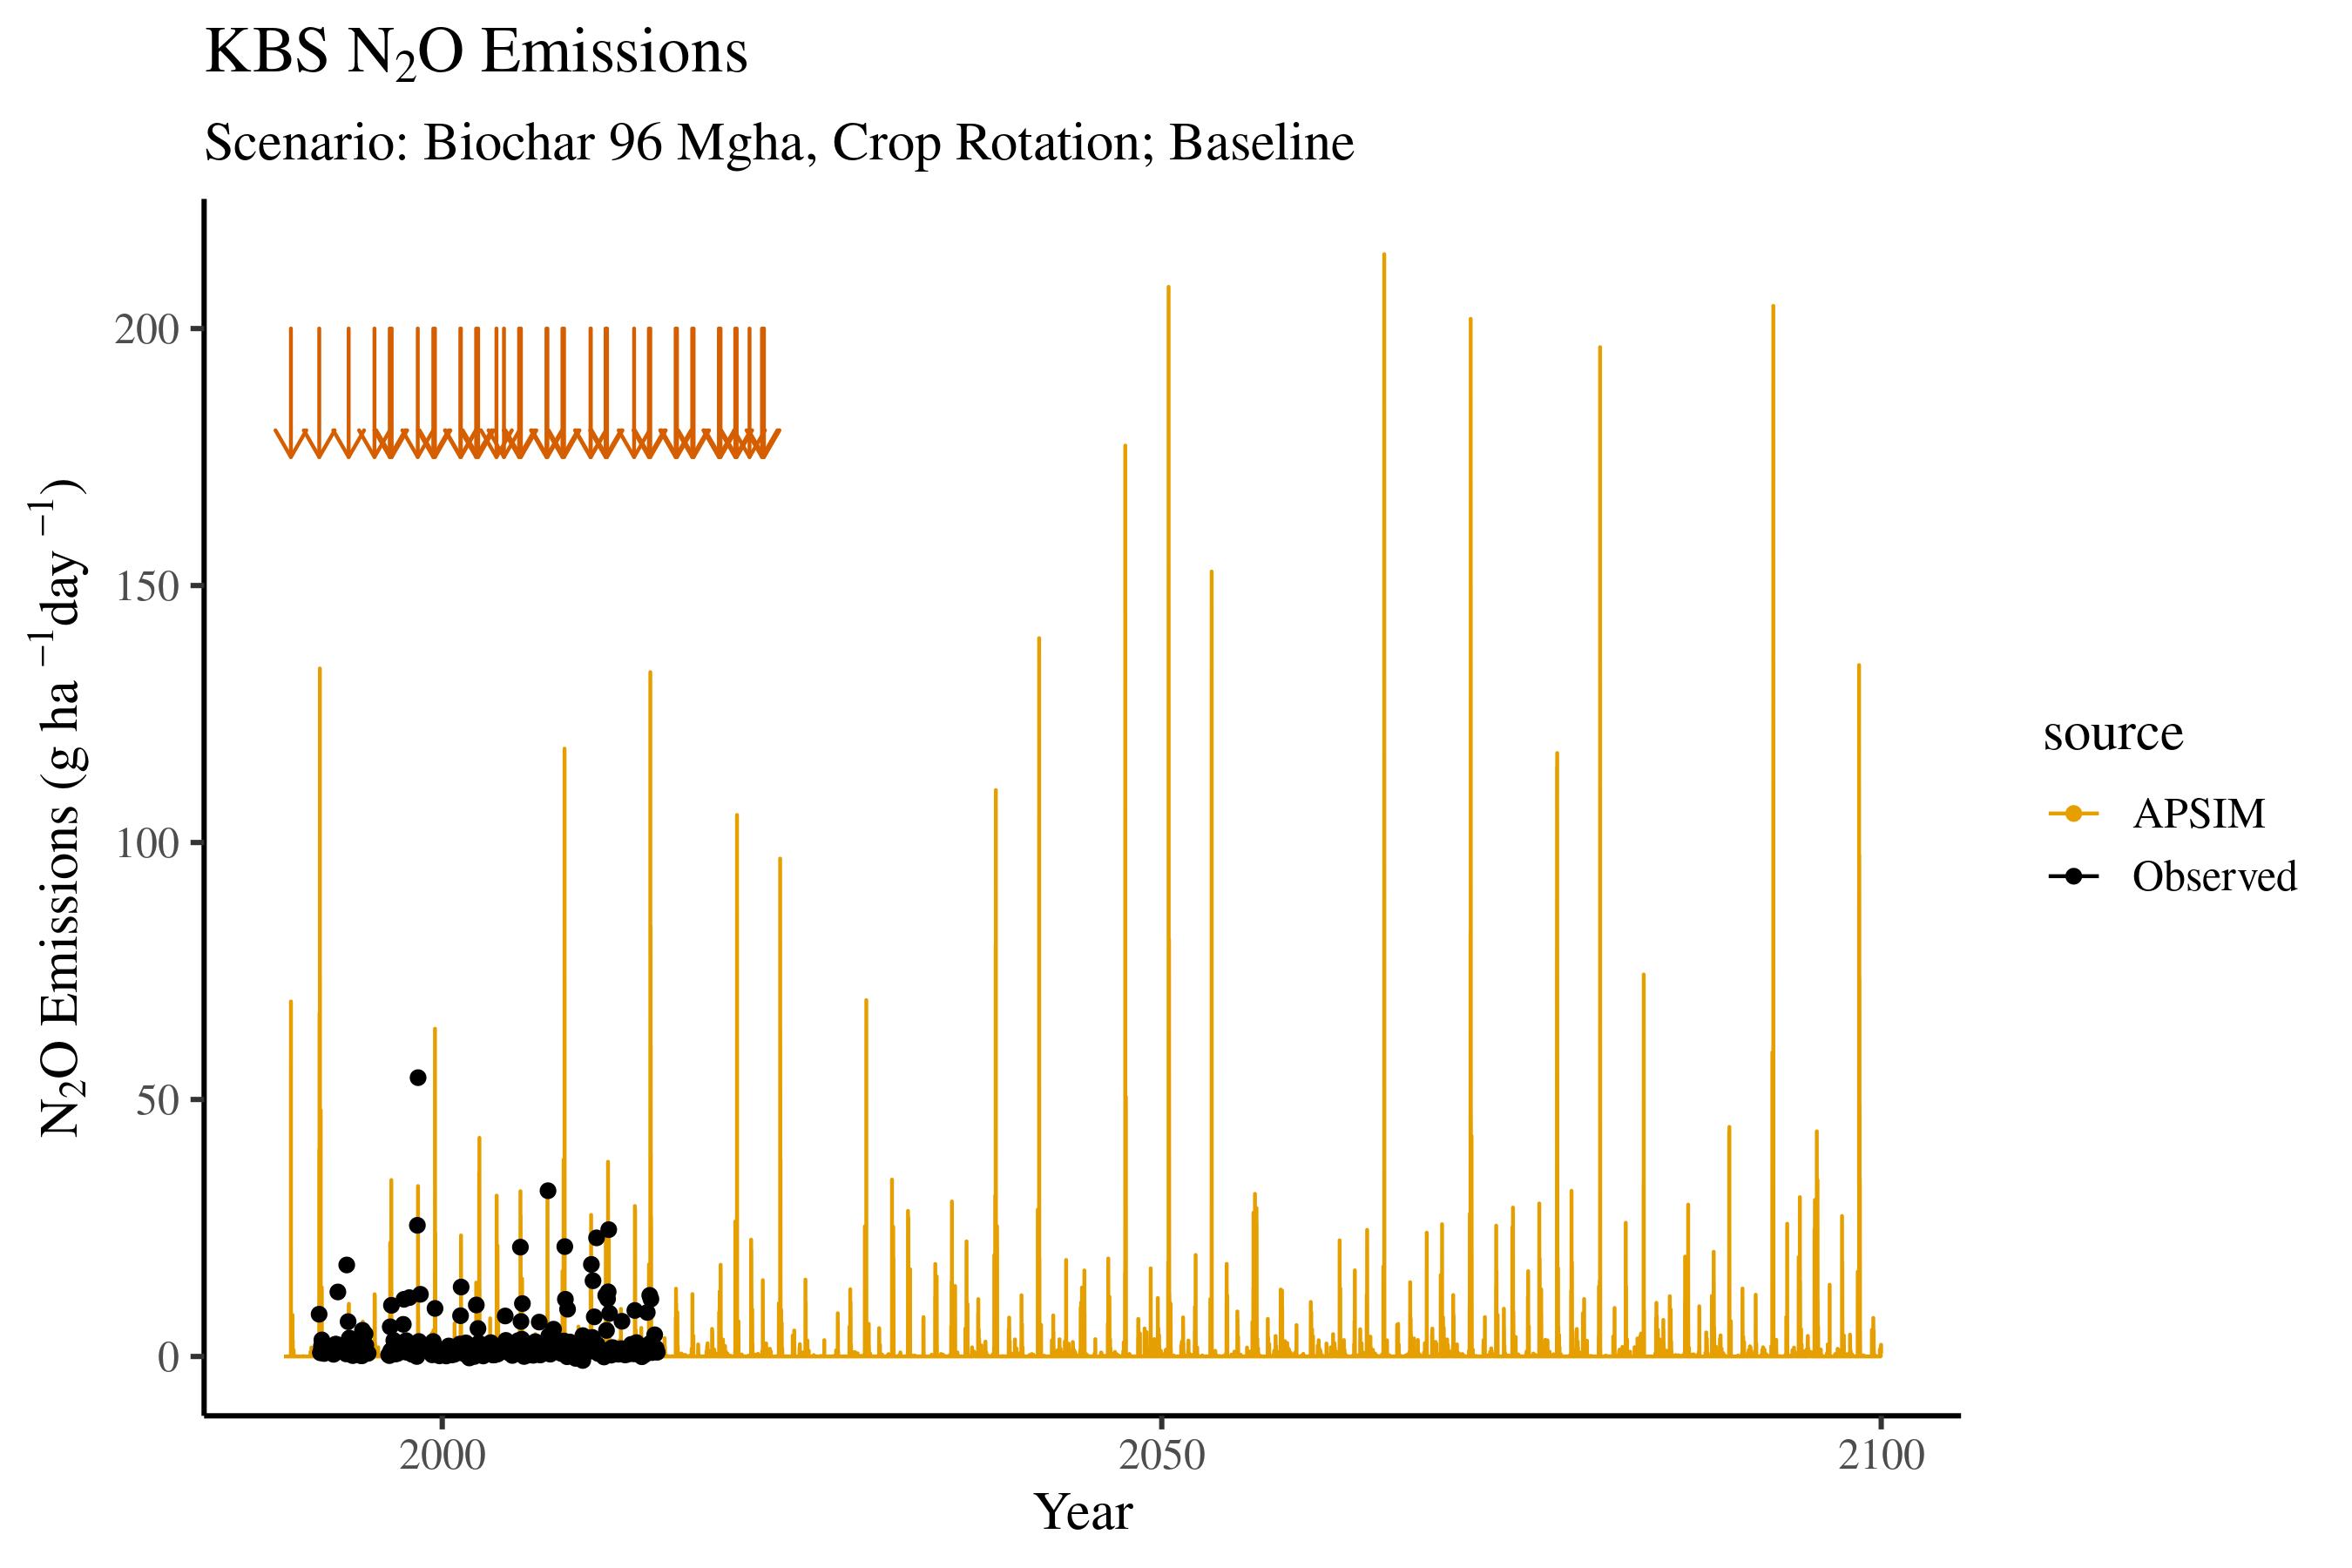 KBS N₂O Emissions
Scenario: Biochar 96 Mgha, Crop Rotation; Baseline
N₂O Emissions (g ha ⁻¹day ⁻¹)
200
150
100
50
0
2000
2050
2100
Year
source
APSIM
Observed